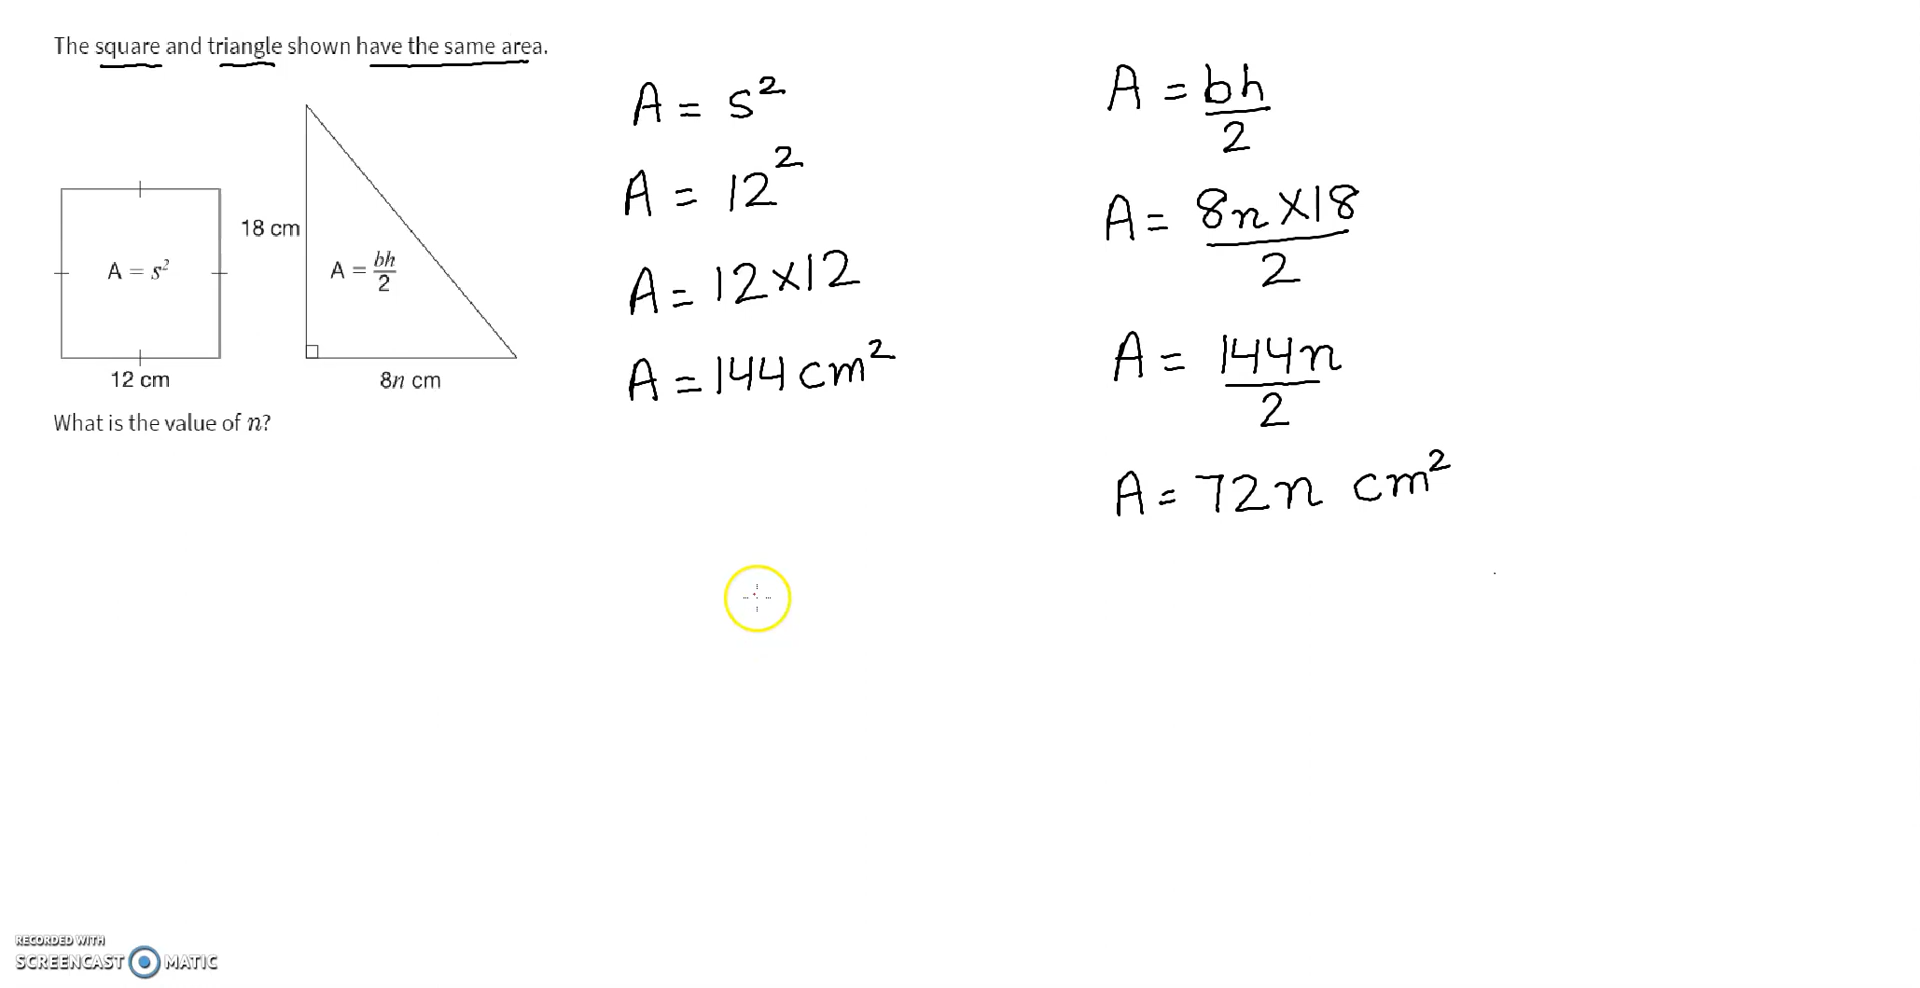 The square and triangle shown have the same area.
A = s²
12 cm
18 cm
A = bh/2
8n cm
What is the value of n?
A = s²
A = 12²
A = 12×12
A = 144 cm²
A = bh/2
A = 8n×18/2
A = 144n/2
A = 72n cm²
RECORDED WITH
SCREENCAST MATIC